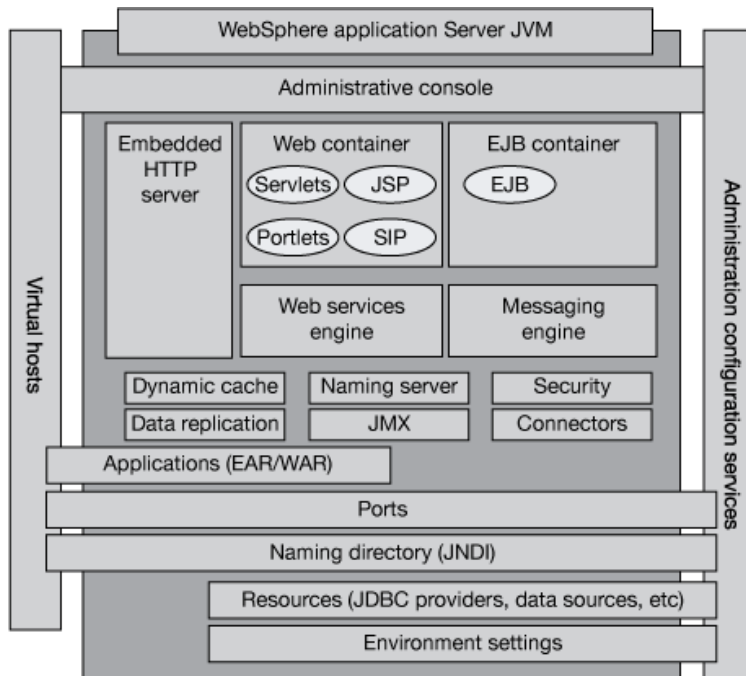 WebSphere application Server JVM
Administrative console
Embedded
HTTP
server
Web container
Servlets
JSP
Portlets
SIP
EJB container
EJB
Web services
engine
Messaging
engine
Dynamic cache
Naming server
Security
Data replication
JMX
Connectors
Applications (EAR/WAR)
Ports
Naming directory (JNDI)
Resources (JDBC providers, data sources, etc)
Environment settings
Virtual hosts
Administration configuration services